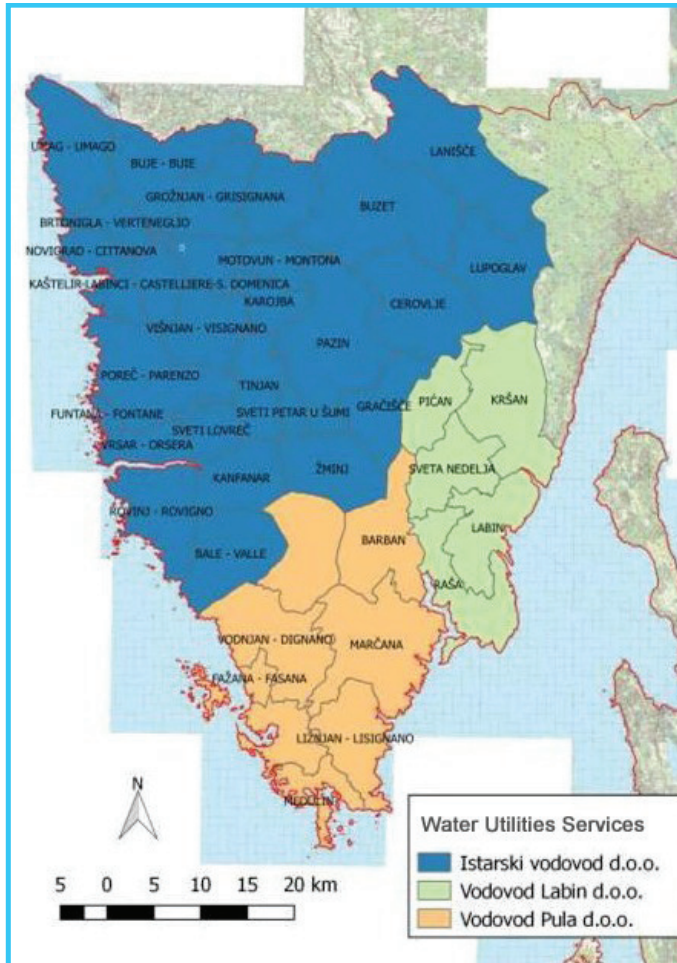 LANIŠĆE
UMAG - UMAGO
BUJE - BUIE
GROŽNJAN - GRISIGNANA
BUZET
BRTONIGLA - VERTENEGLIO
NOVIGRAD - CITTANOVA
MOTOVUN - MONTONA
LUPOGLAV
KAŠTELIR-LABINCI - CASTELLIERE-S. DOMENICA
KAROJBA
CEROVLJE
VIŠNJAN - VISIGNANO
PAZIN
POREČ - PARENZO
TINJAN
PIĆAN
KRŠAN
FUNTANA - FONTANE
SVETI PETAR U ŠUMI
GRAČIŠĆE
SVETI LOVREČ
VRSAR - ORSERA
KANFANAR
ŽMINJ
SVETA NEDELJA
ROVINJ - ROVIGNO
BARBAN
LABIN
BALE - VALLE
RAŠA
VODNJAN - DIGNANO
MARČANA
FAŽANA - FASANA
LIŽNJAN - LISIGNANO
MEDULIN
N
5 0 5 10 15 20 km
Water Utilities Services
Istarski vodovod d.o.o.
Vodovod Labin d.o.o.
Vodovod Pula d.o.o.